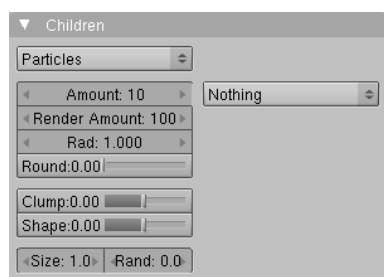 Children
Particles
Amount: 10
Nothing
Render Amount: 100
Rad: 1.000
Round:0.00
Clump:0.00
Shape:0.00
Size: 1.0
Rand: 0.0